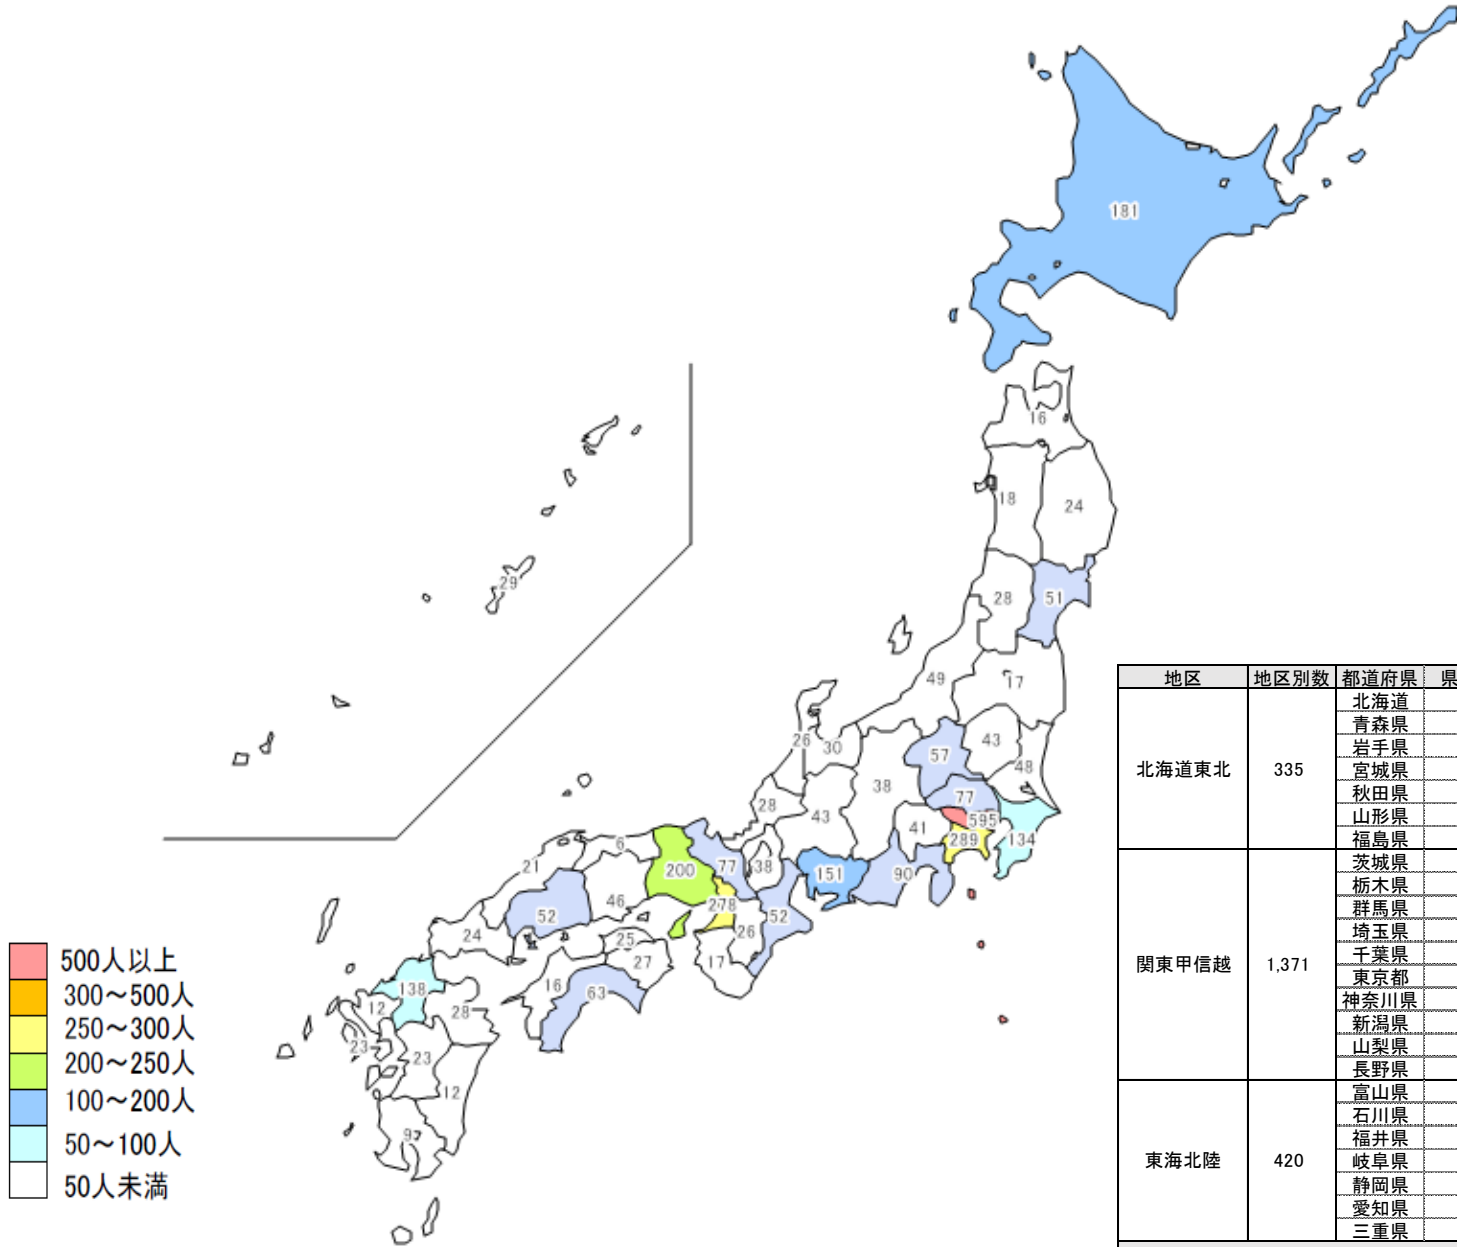 181
16
18
24
29
28
51
49
17
26
30
57
43
48
38
77
28
43
595
41
289
134
6
21
200
77
38
151
90
46
278
52
52
24
25
26
27
17
16
63
138
12
28
23
23
12
9
500人以上
300～500人
250～300人
200～250人
100～200人
50～100人
50人未満
地区 地区別数 都道府県 県
北海道東北 335
北海道
青森県
岩手県
宮城県
秋田県
山形県
福島県
関東甲信越 1,371
茨城県
栃木県
群馬県
埼玉県
千葉県
東京都
神奈川県
新潟県
山梨県
長野県
東海北陸 420
富山県
石川県
福井県
岐阜県
静岡県
愛知県
三重県